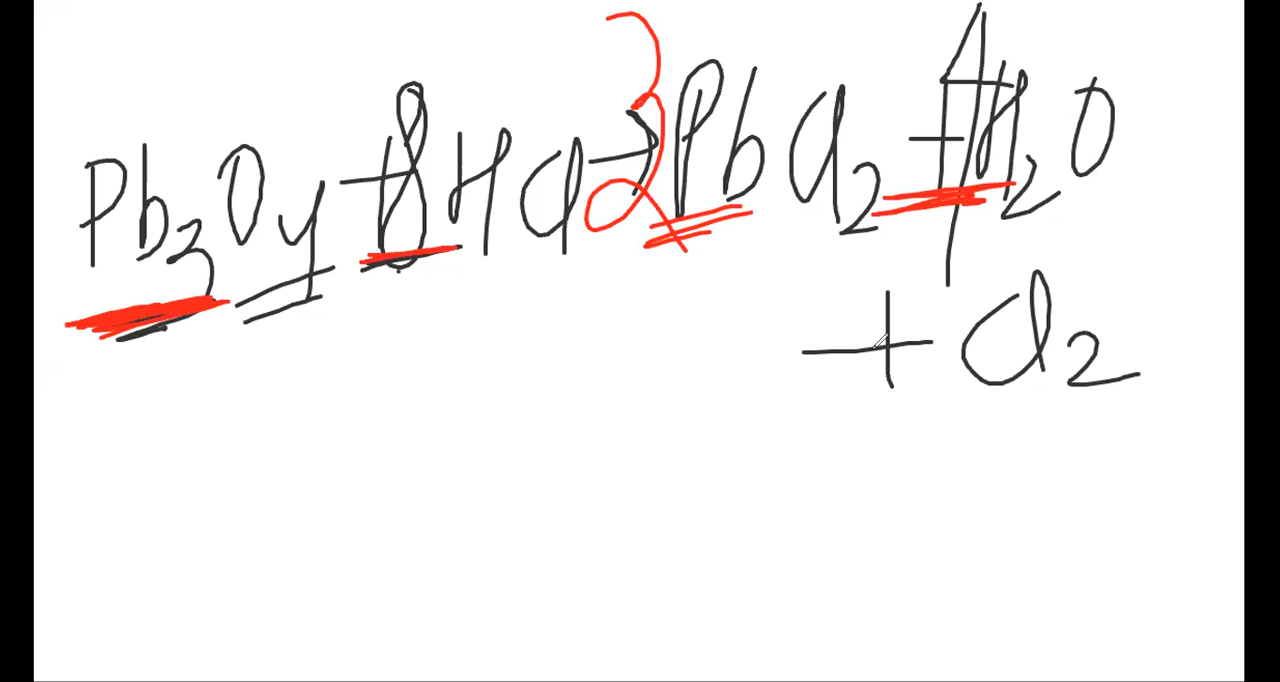 Pb3O4 + 8HCl → 3PbCl2 + 4H2O
+ Cl2